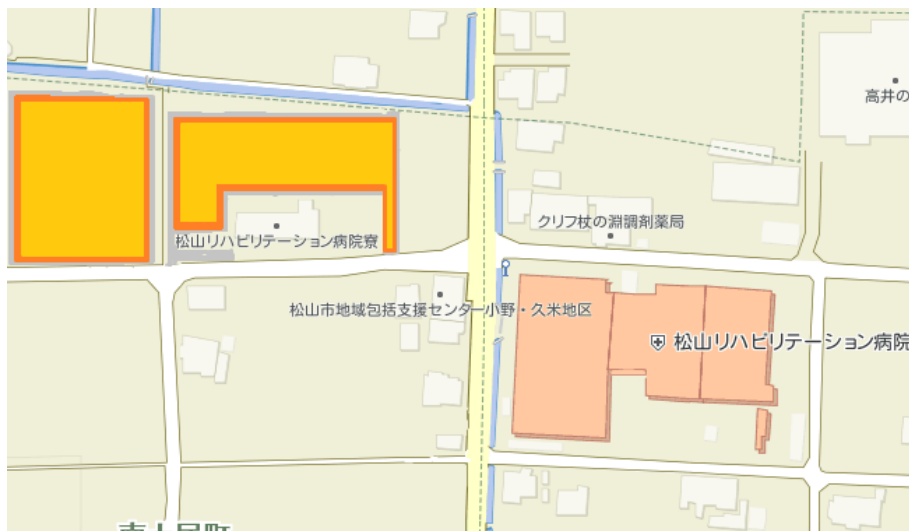 高井の
クリフ杖の淵調剤薬局
松山リハビリテーション病院寮
松山市地域包括支援センター小野・久米地区
松山リハビリテーション病院